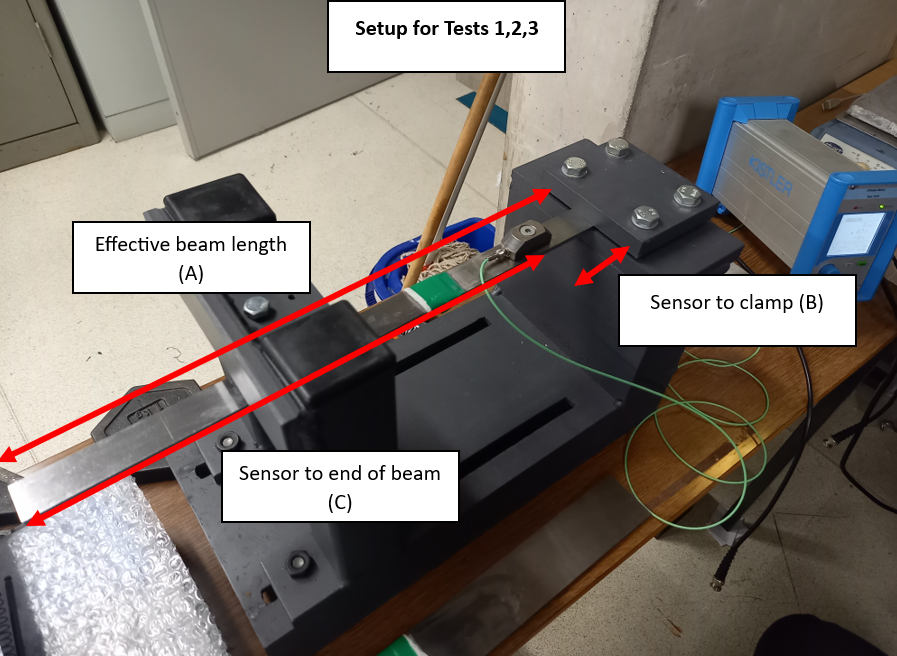 Setup for Tests 1,2,3
Effective beam length
(A)
Sensor to clamp (B)
Sensor to end of beam
(C)
KISTLER